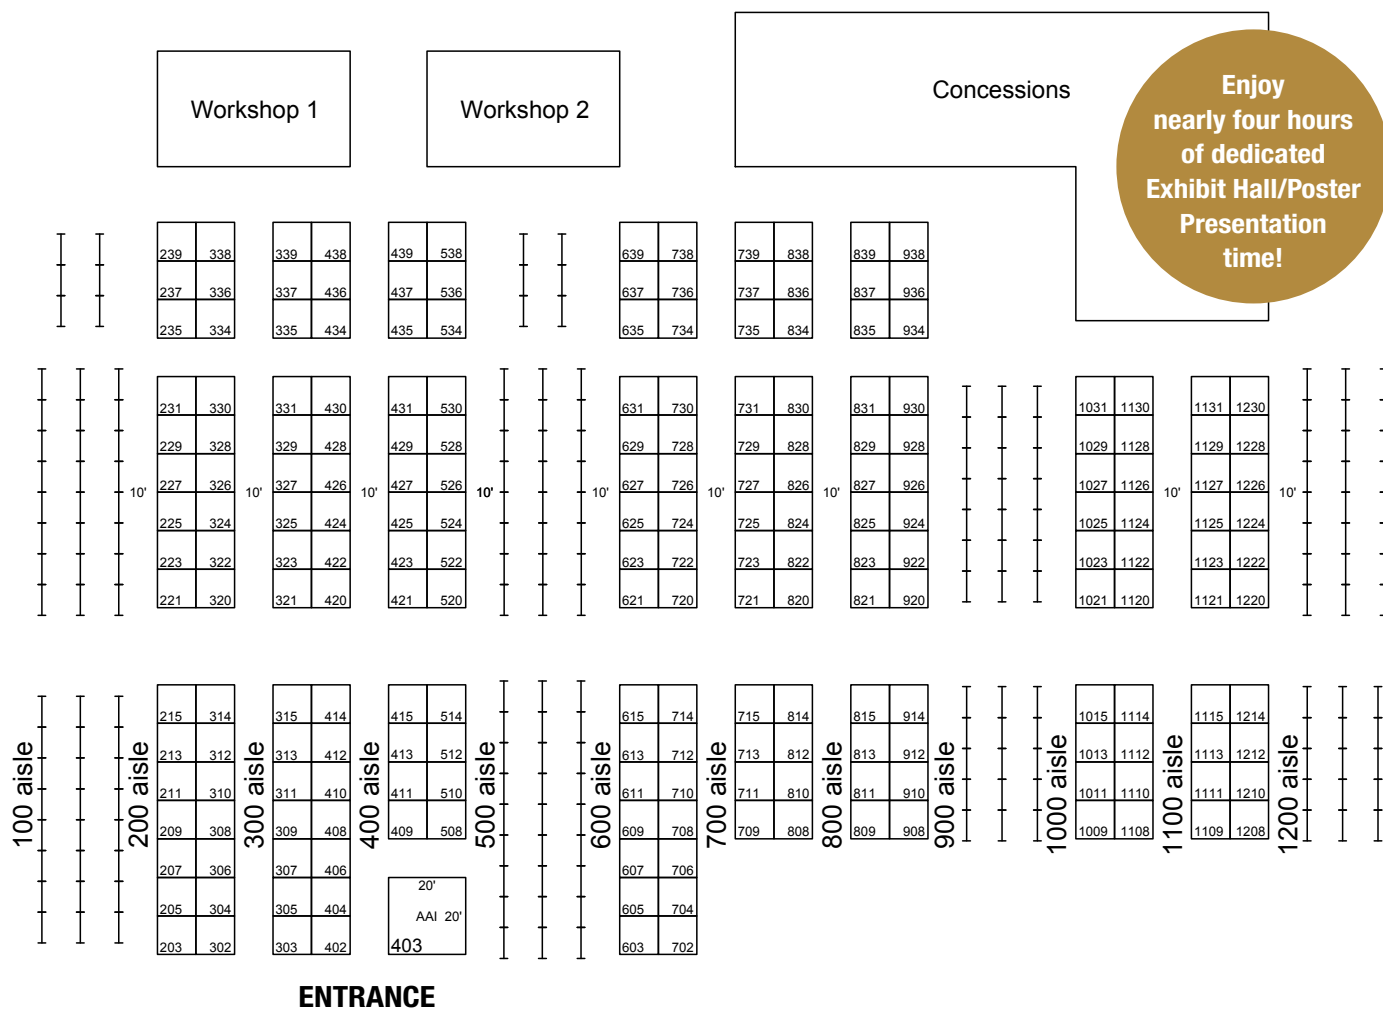 Workshop 1
Workshop 2
Concessions
Enjoy
nearly four hours
of dedicated
Exhibit Hall/Poster
Presentation
time!
239 338 339 438 439 538 639 738 739 838 839 938
237 336 337 436 437 536 637 736 737 836 837 936
235 334 335 434 435 534 635 734 735 834 835 934
231 330 331 430 431 530 631 730 731 830 831 930 1031 1130 1131 1230
229 328 329 428 429 528 629 728 729 828 829 928 1029 1128 1129 1228
10' 227 326 10' 327 426 10' 427 526 10' 10' 627 726 10' 727 826 10' 827 926 1027 1126 10' 1127 1226 10'
225 324 325 424 425 524 625 724 725 824 825 924 1025 1124 1125 1224
223 322 323 422 423 522 623 722 723 822 823 922 1023 1122 1123 1222
221 320 321 420 421 520 621 720 721 820 821 920 1021 1120 1121 1220
215 314 315 414 415 514 615 714 715 814 815 914 1015 1114 1115 1214
213 312 313 412 413 512 613 712 713 812 813 912 1013 1112 1113 1212
211 310 311 410 411 510 611 710 711 810 811 910 1011 1110 1111 1210
209 308 309 408 409 508 609 708 709 808 809 908 1009 1108 1109 1208
100 aisle
200 aisle
300 aisle
400 aisle
500 aisle
600 aisle
700 aisle
800 aisle
900 aisle
1000 aisle
1100 aisle
1200 aisle
207 306 307 406 607 706
20'
205 304 305 404 AAI 20' 605 704
203 302 303 402 403 603 702
ENTRANCE